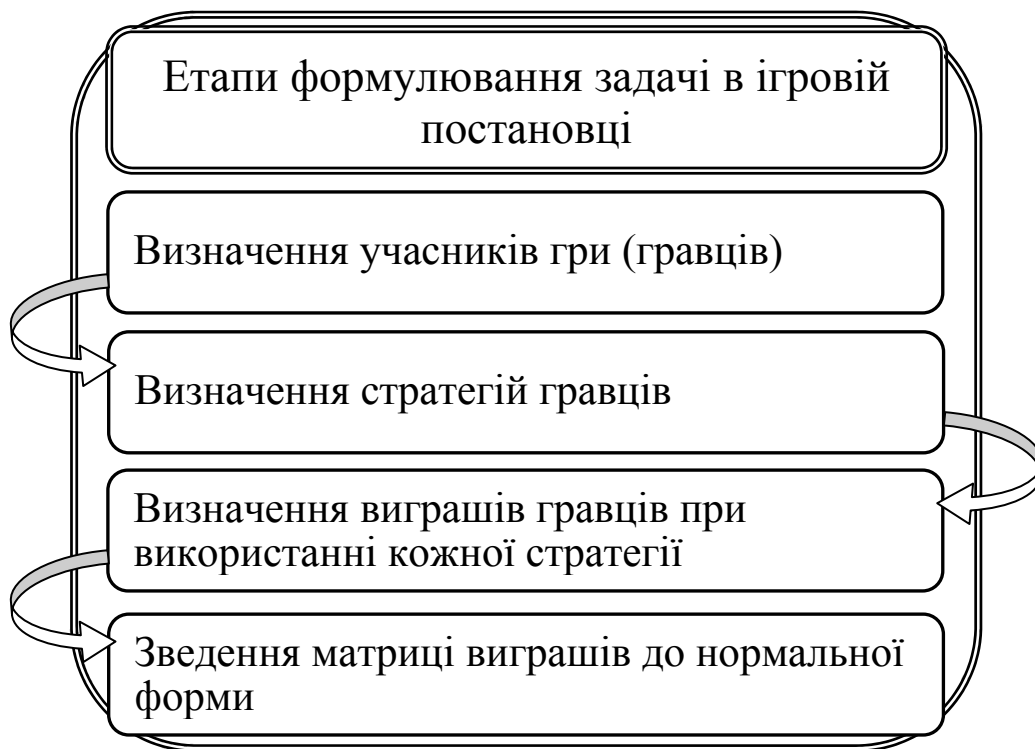 Етапи формулювання задачі в ігровій
постановці
Визначення учасників гри (гравців)
Визначення стратегій гравців
Визначення виграшів гравців при
використанні кожної стратегії
Зведення матриці виграшів до нормальної
форми